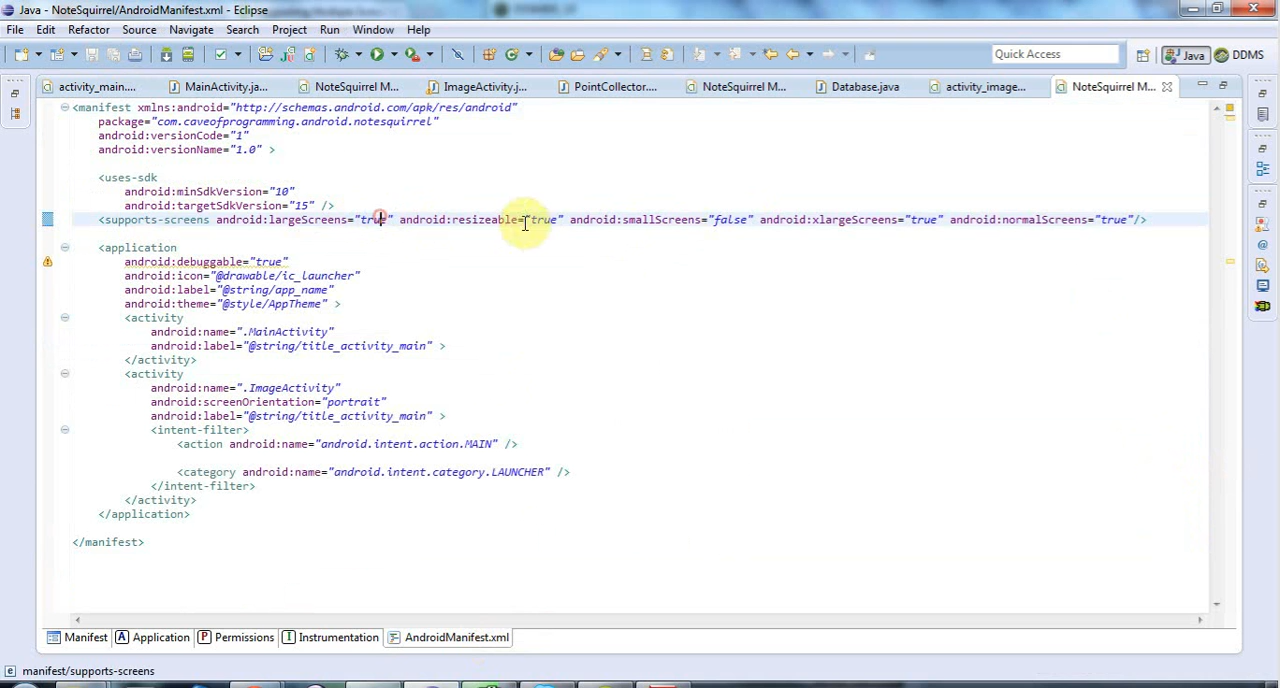 Java - NoteSquirrel/AndroidManifest.xml - Eclipse
File Edit Refactor Source Navigate Search Project Run Window Help
Quick Access Java DDMS
activity_main.... MainActivity.ja... NoteSquirrel M... ImageActivity.j... PointCollector.... NoteSquirrel M... Database.java activity_image... NoteSquirrel M...
<manifest xmlns:android="http://schemas.android.com/apk/res/android"
package="com.caveofprogramming.android.notesquirrel"
android:versionCode="1"
android:versionName="1.0" >
<uses-sdk
android:minSdkVersion="10"
android:targetSdkVersion="15" />
<supports-screens android:largeScreens="true" android:resizeable="true" android:smallScreens="false" android:xlargeScreens="true" android:normalScreens="true"/>
<application
android:debuggable="true"
android:icon="@drawable/ic_launcher"
android:label="@string/app_name"
android:theme="@style/AppTheme" >
<activity
android:name=".MainActivity"
android:label="@string/title_activity_main" >
</activity>
<activity
android:name=".ImageActivity"
android:screenOrientation="portrait"
android:label="@string/title_activity_main" >
<intent-filter>
<action android:name="android.intent.action.MAIN" />
<category android:name="android.intent.category.LAUNCHER" />
</intent-filter>
</activity>
</application>
</manifest>
Manifest A Application P Permissions I Instrumentation AndroidManifest.xml
e manifest/supports-screens